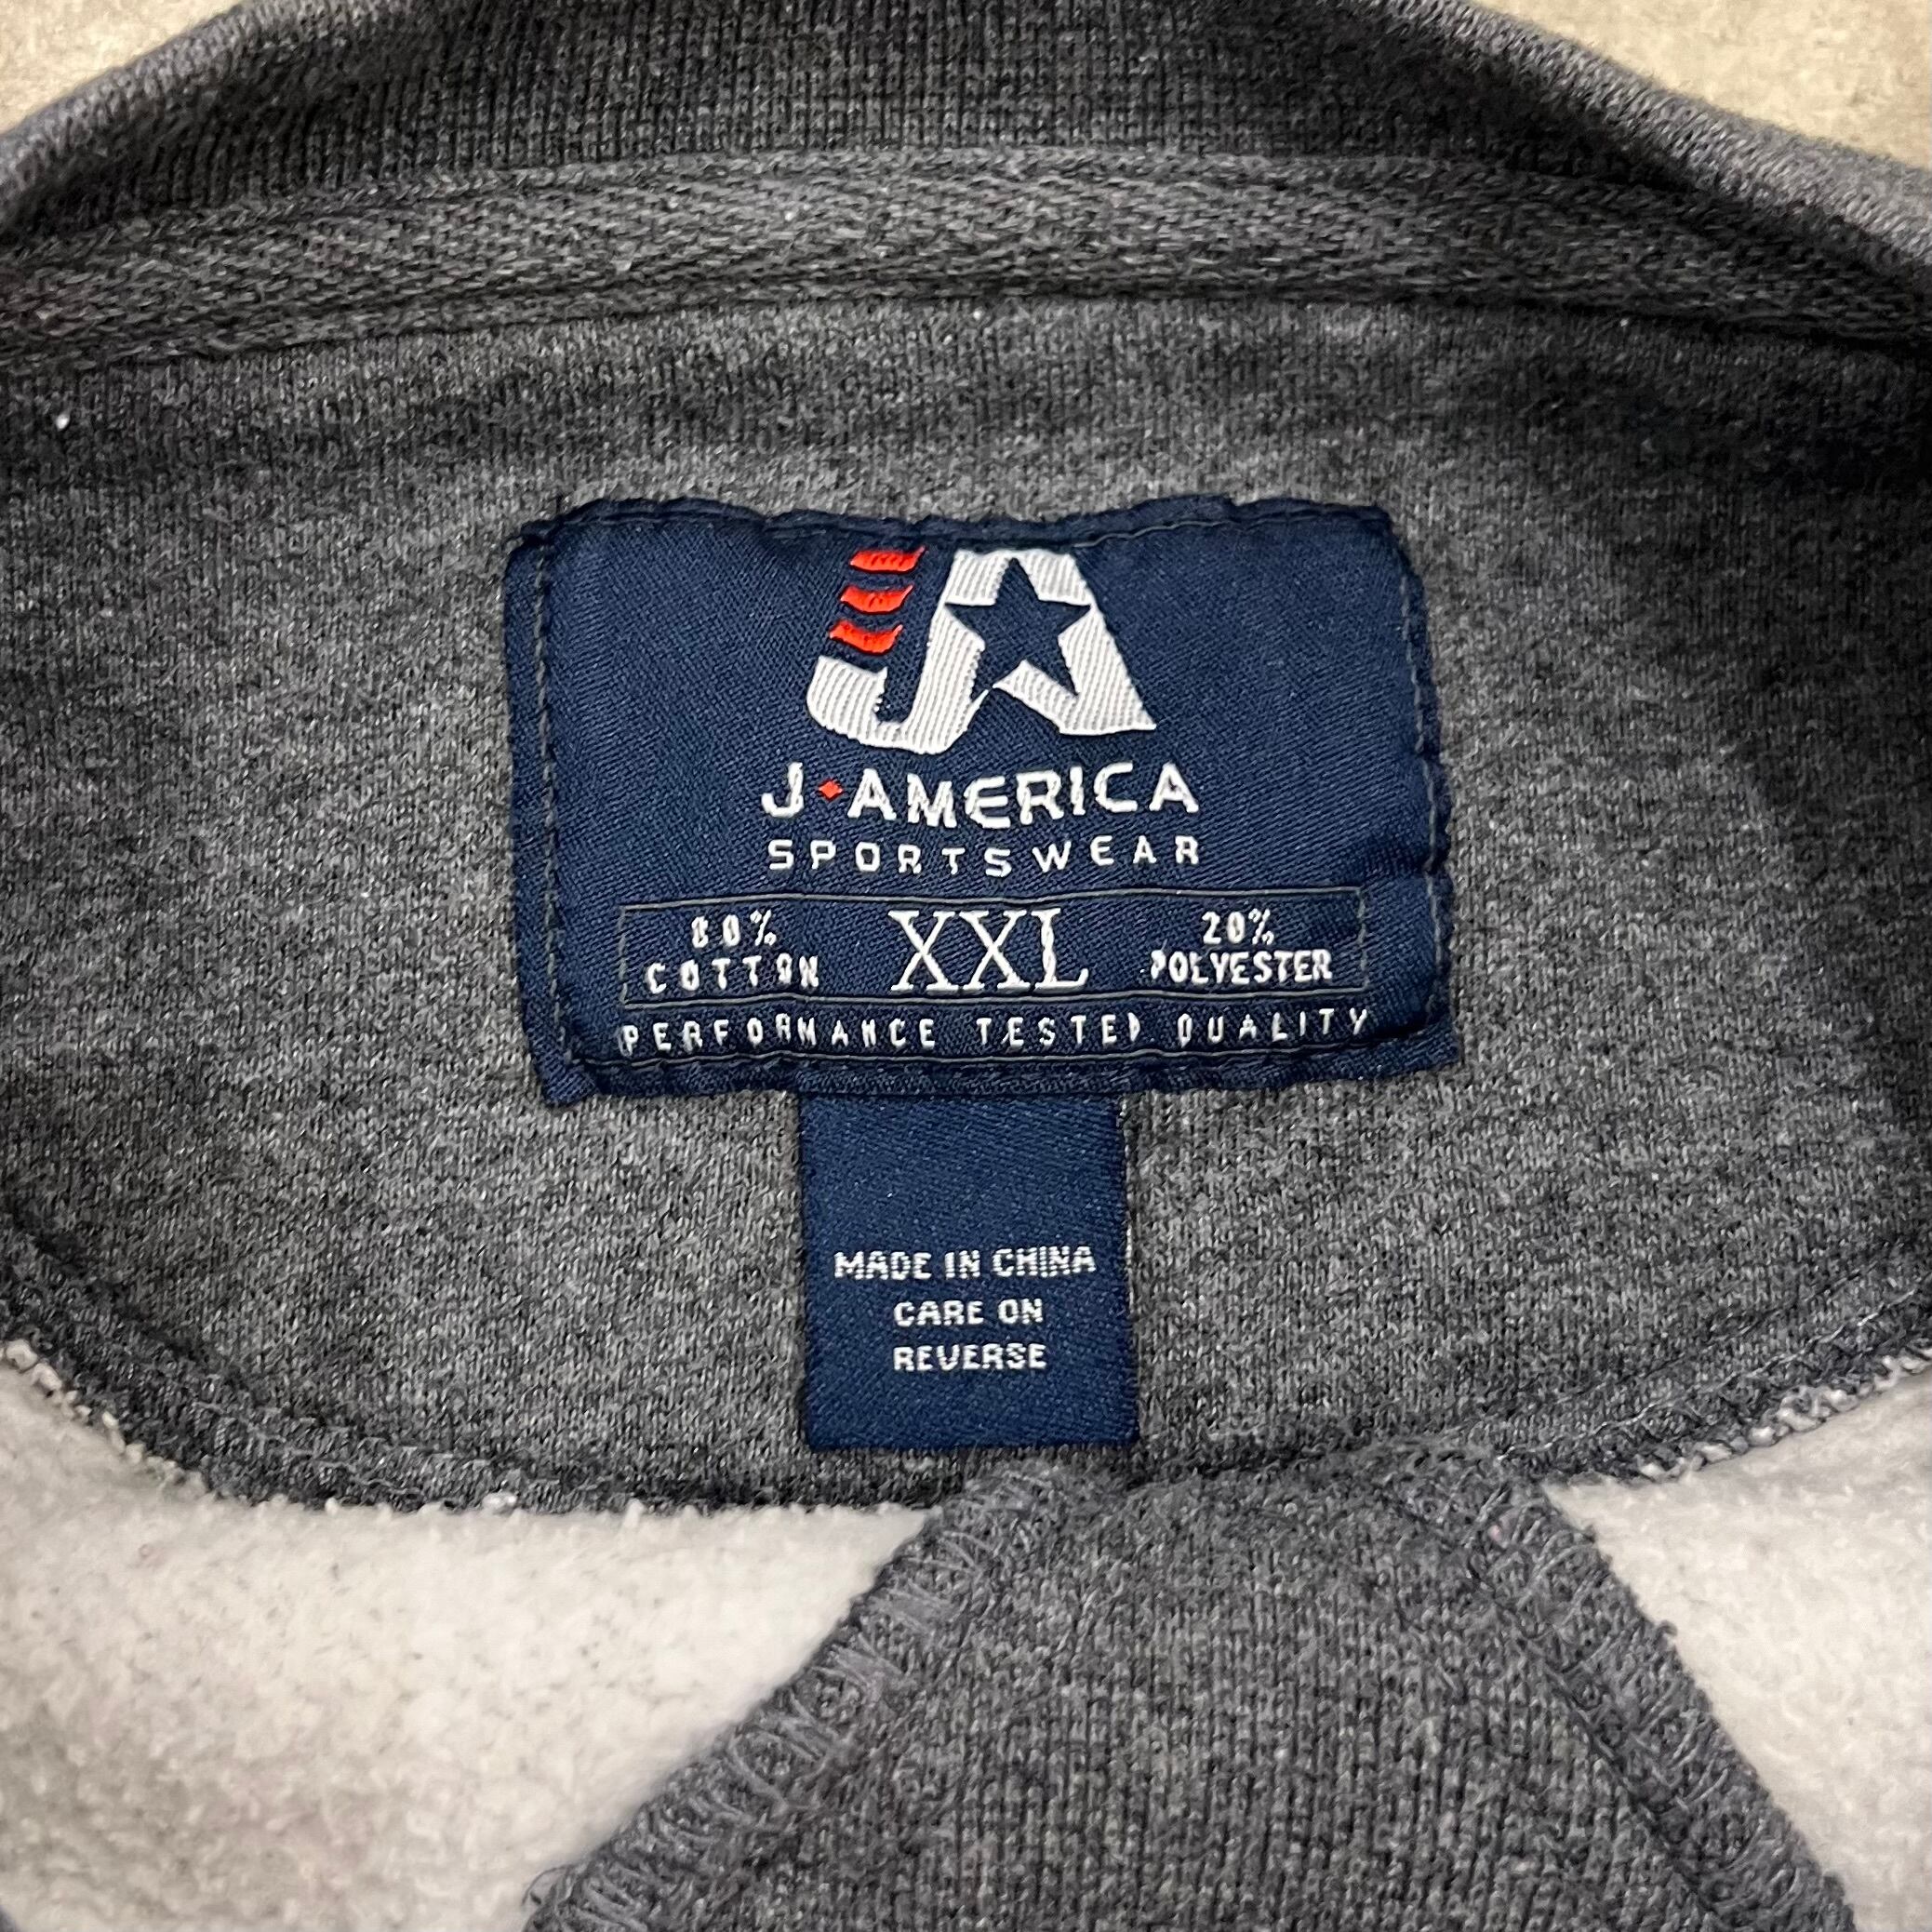 JA
J♦AMERICA
SPORTSWEAR
80% COTTON XXL 20% POLYESTER
PERFORMANCE TESTED QUALITY
MADE IN CHINA
CARE ON
REVERSE